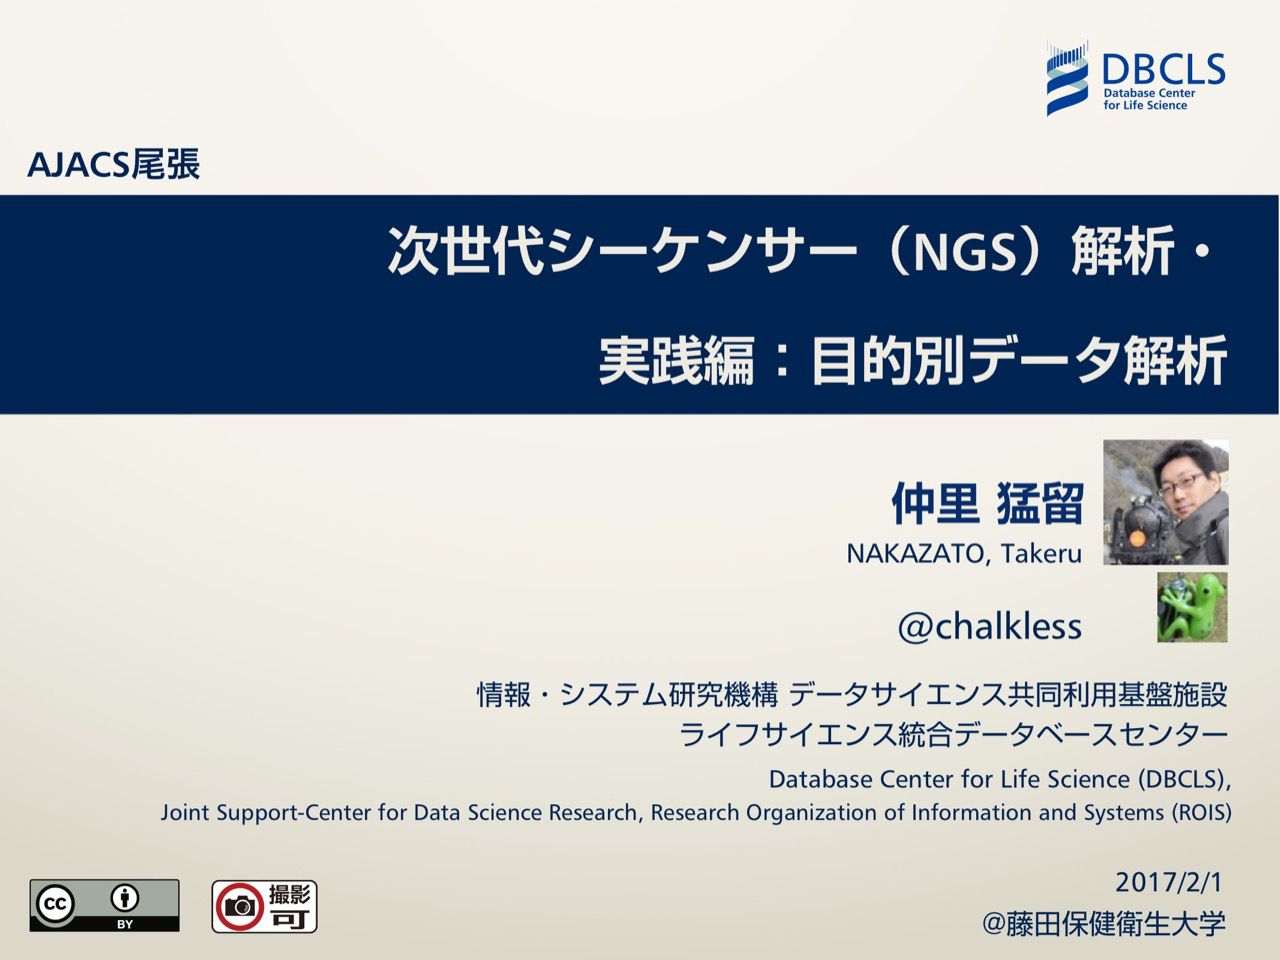 DBCLS
Database Center
for Life Science
AJACS尾張
次世代シーケンサー（NGS）解析・
実践編：目的別データ解析
仲里 猛留
NAKAZATO, Takeru
@chalkless
情報・システム研究機構 データサイエンス共同利用基盤施設
ライフサイエンス統合データベースセンター
Database Center for Life Science (DBCLS),
Joint Support-Center for Data Science Research, Research Organization of Information and Systems (ROIS)
cc
BY
撮影
可
2017/2/1
@藤田保健衛生大学